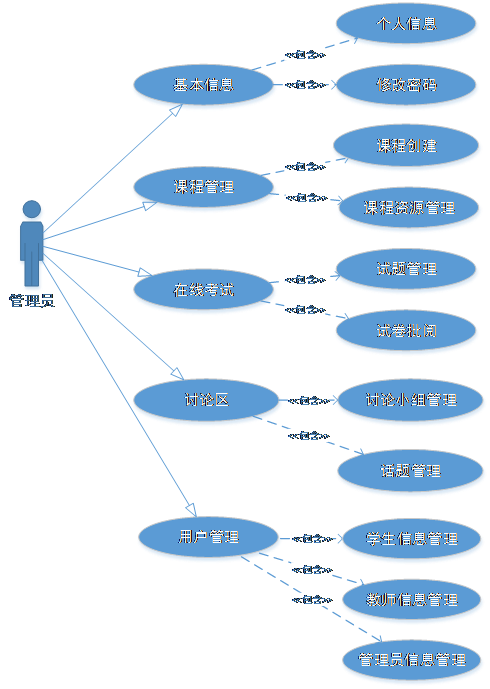 个人信息
<<包含>>
基本信息
<<包含>>
修改密码
课程创建
<<包含>>
课程管理
<<包含>>
课程资源管理
管理员
试题管理
<<包含>>
在线考试
<<包含>>
试卷批阅
讨论区
<<包含>>
讨论小组管理
<<包含>>
话题管理
用户管理
<<包含>>
学生信息管理
<<包含>>
教师信息管理
<<包含>>
管理员信息管理